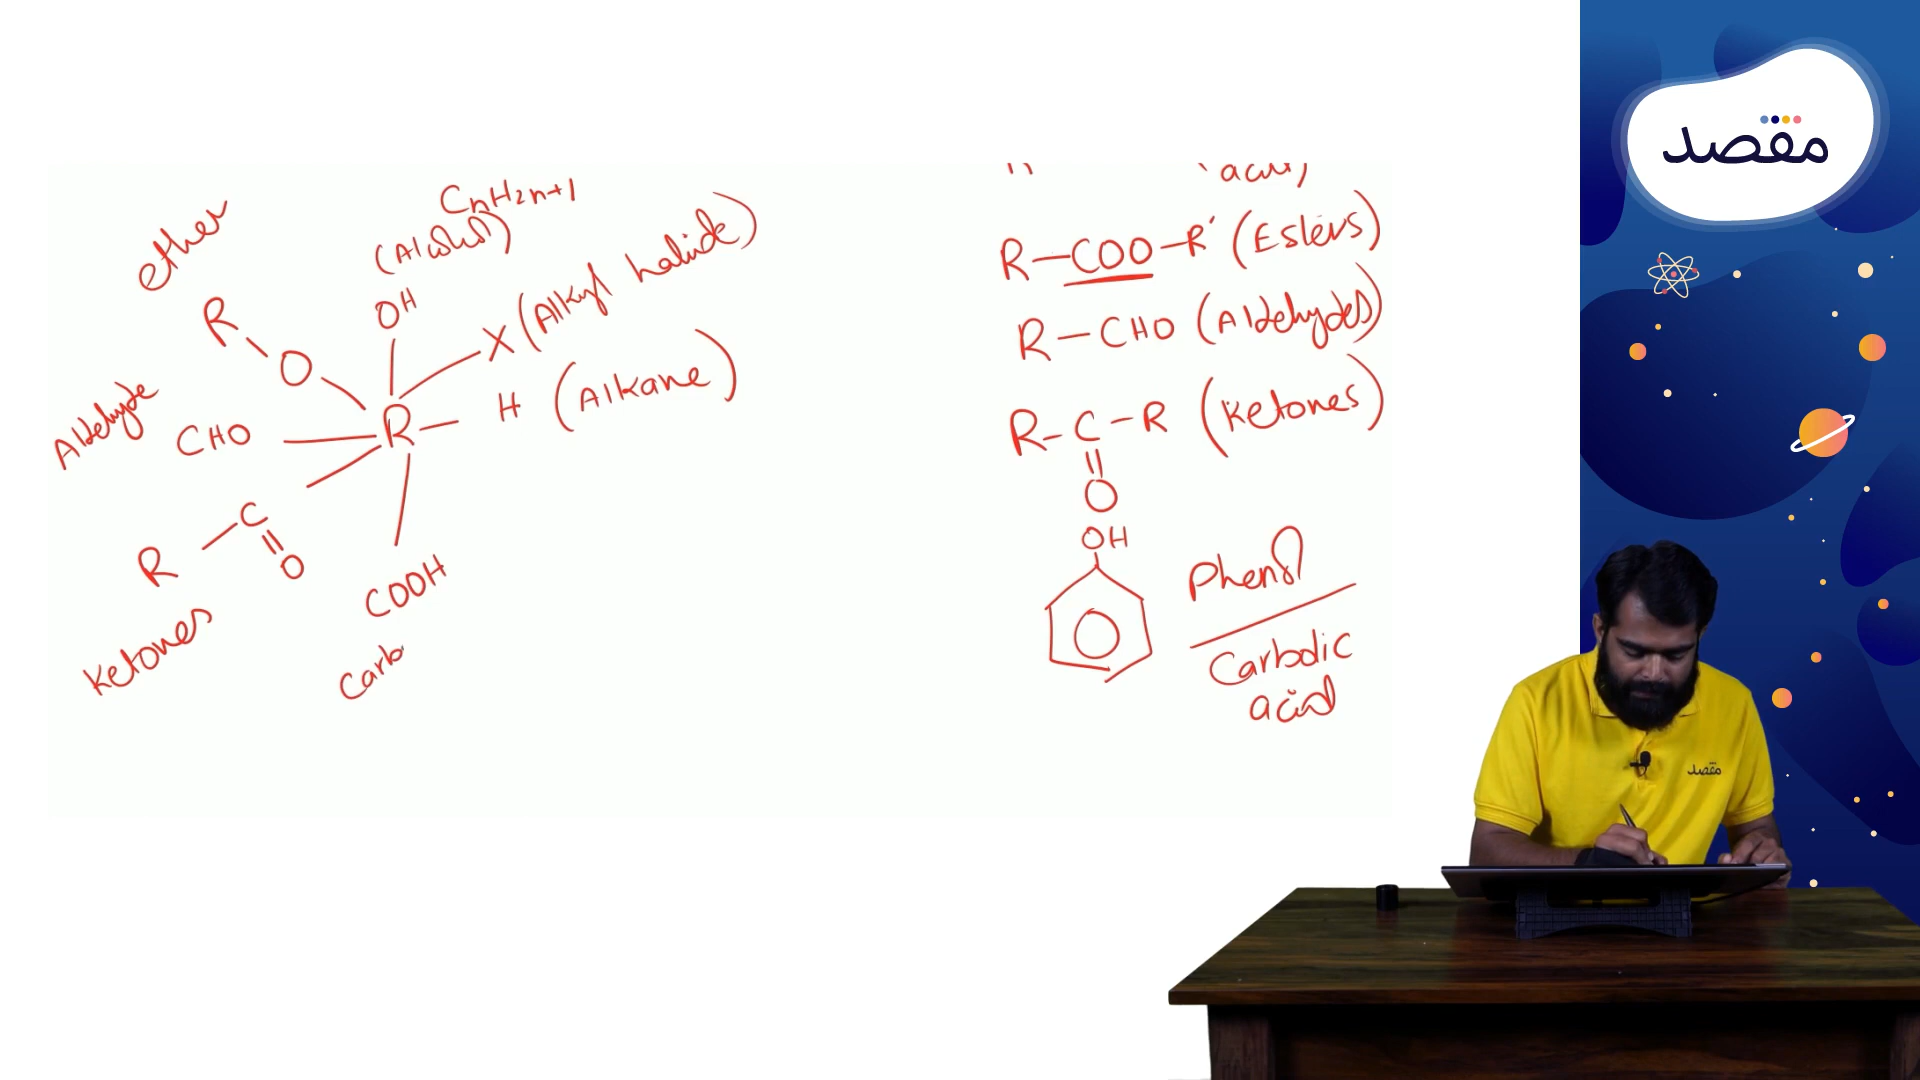 ether
CnH2n+1
(Alcohol)
OH
X (Alkyl halide)
R
O
H (Alkane)
Aldehyde
CHO
R
R
C
O
Ketones
COOH
Carb
R-COO-R' (Esters)
R-CHO (Aldehydes)
R-C-R (Ketones)
O
OH
Phenol
Carbolic
acid
مقصد
مقصد